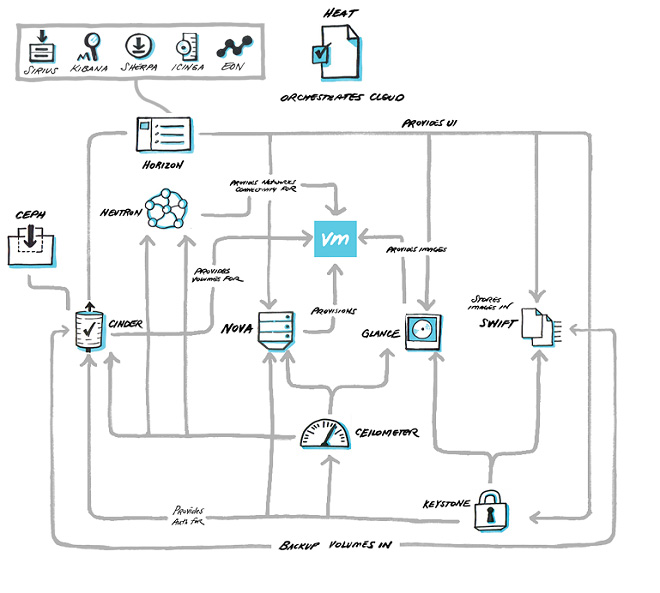 HEAT
SIRIUS KIBANA SHERPA ICINGA EON
ORCHESTRATES CLOUD
PROVIDES UI
HORIZON
PROVIDES NETWORKS
CONNECTIVITY FOR
NEUTRON
CEPH
vm
PROVIDES IMAGES
PROVIDES
VOLUMES FOR
STORES
IMAGES IN
CINDER
NOVA
PROVISIONS
GLANCE
SWIFT
CEILOMETER
KEYSTONE
PROVIDES
AUTH FOR
BACKUP VOLUMES IN